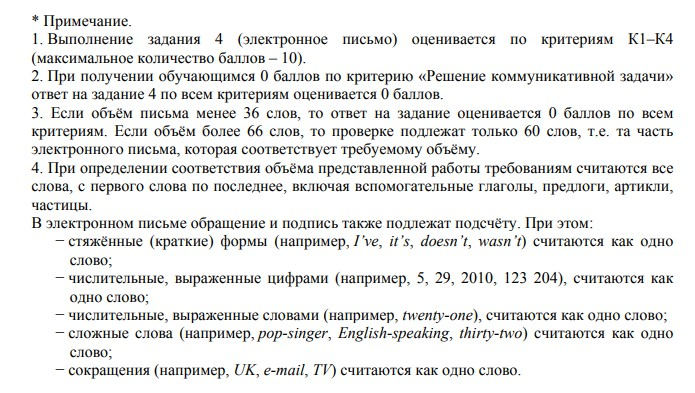 * Примечание.
1. Выполнение задания 4 (электронное письмо) оценивается по критериям К1–К4
(максимальное количество баллов – 10).
2. При получении обучающимся 0 баллов по критерию «Решение коммуникативной задачи»
ответ на задание 4 по всем критериям оценивается 0 баллов.
3. Если объём письма менее 36 слов, то ответ на задание оценивается 0 баллов по всем
критериям. Если объём более 66 слов, то проверке подлежат только 60 слов, т.е. та часть
электронного письма, которая соответствует требуемому объёму.
4. При определении соответствия объёма представленной работы требованиям считаются все
слова, с первого слова по последнее, включая вспомогательные глаголы, предлоги, артикли,
частицы.
В электронном письме обращение и подпись также подлежат подсчёту. При этом:
− стяжённые (краткие) формы (например, I’ve, it’s, doesn’t, wasn’t) считаются как одно
слово;
− числительные, выраженные цифрами (например, 5, 29, 2010, 123 204), считаются как
одно слово;
− числительные, выраженные словами (например, twenty-one), считаются как одно слово;
− сложные слова (например, pop-singer, English-speaking, thirty-two) считаются как одно
слово;
− сокращения (например, UK, e-mail, TV) считаются как одно слово.